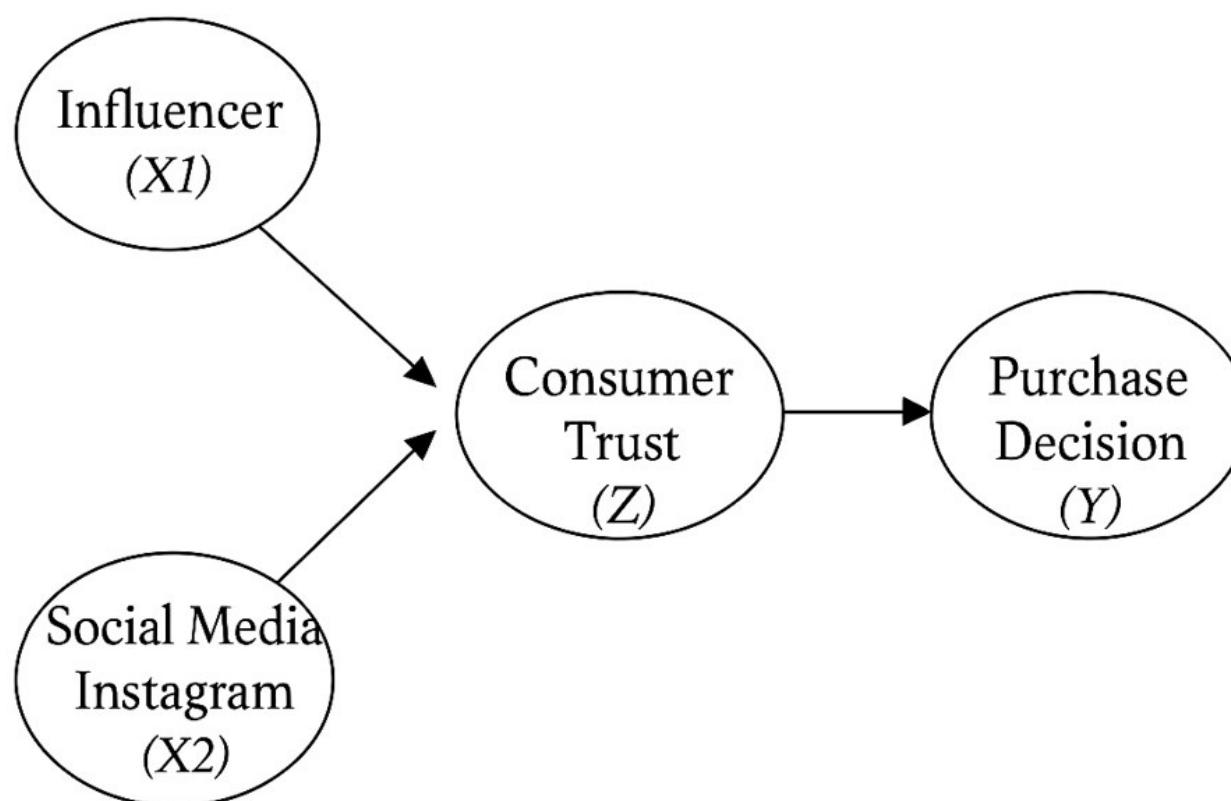 Influencer
(X1)
Consumer
Trust
(Z)
Purchase
Decision
(Y)
Social Media
Instagram
(X2)